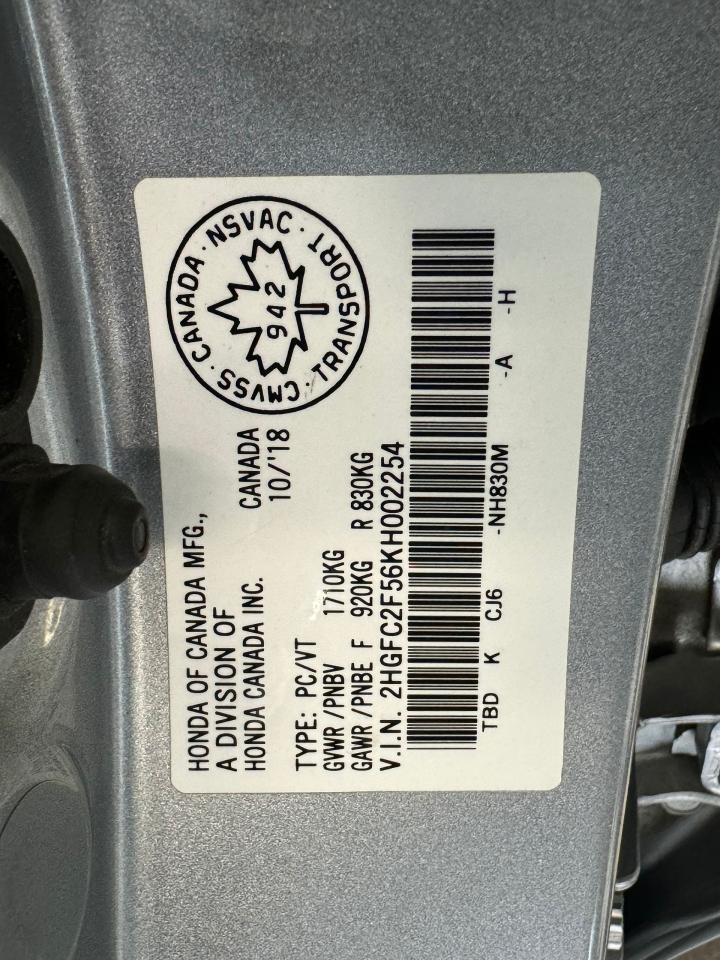 HONDA OF CANADA MFG.,
A DIVISION OF
HONDA CANADA INC.
CANADA
10/'18
CMVSS · CANADA · NSVAC · TRANSPORT ·
942
TYPE: PC/VT
GVWR /PNBV 1710KG
GAWR /PNBE F 920KG R 830KG
V.I.N. 2HGFC2F56KH002254
TBD K CJ6 -NH830M -A -H